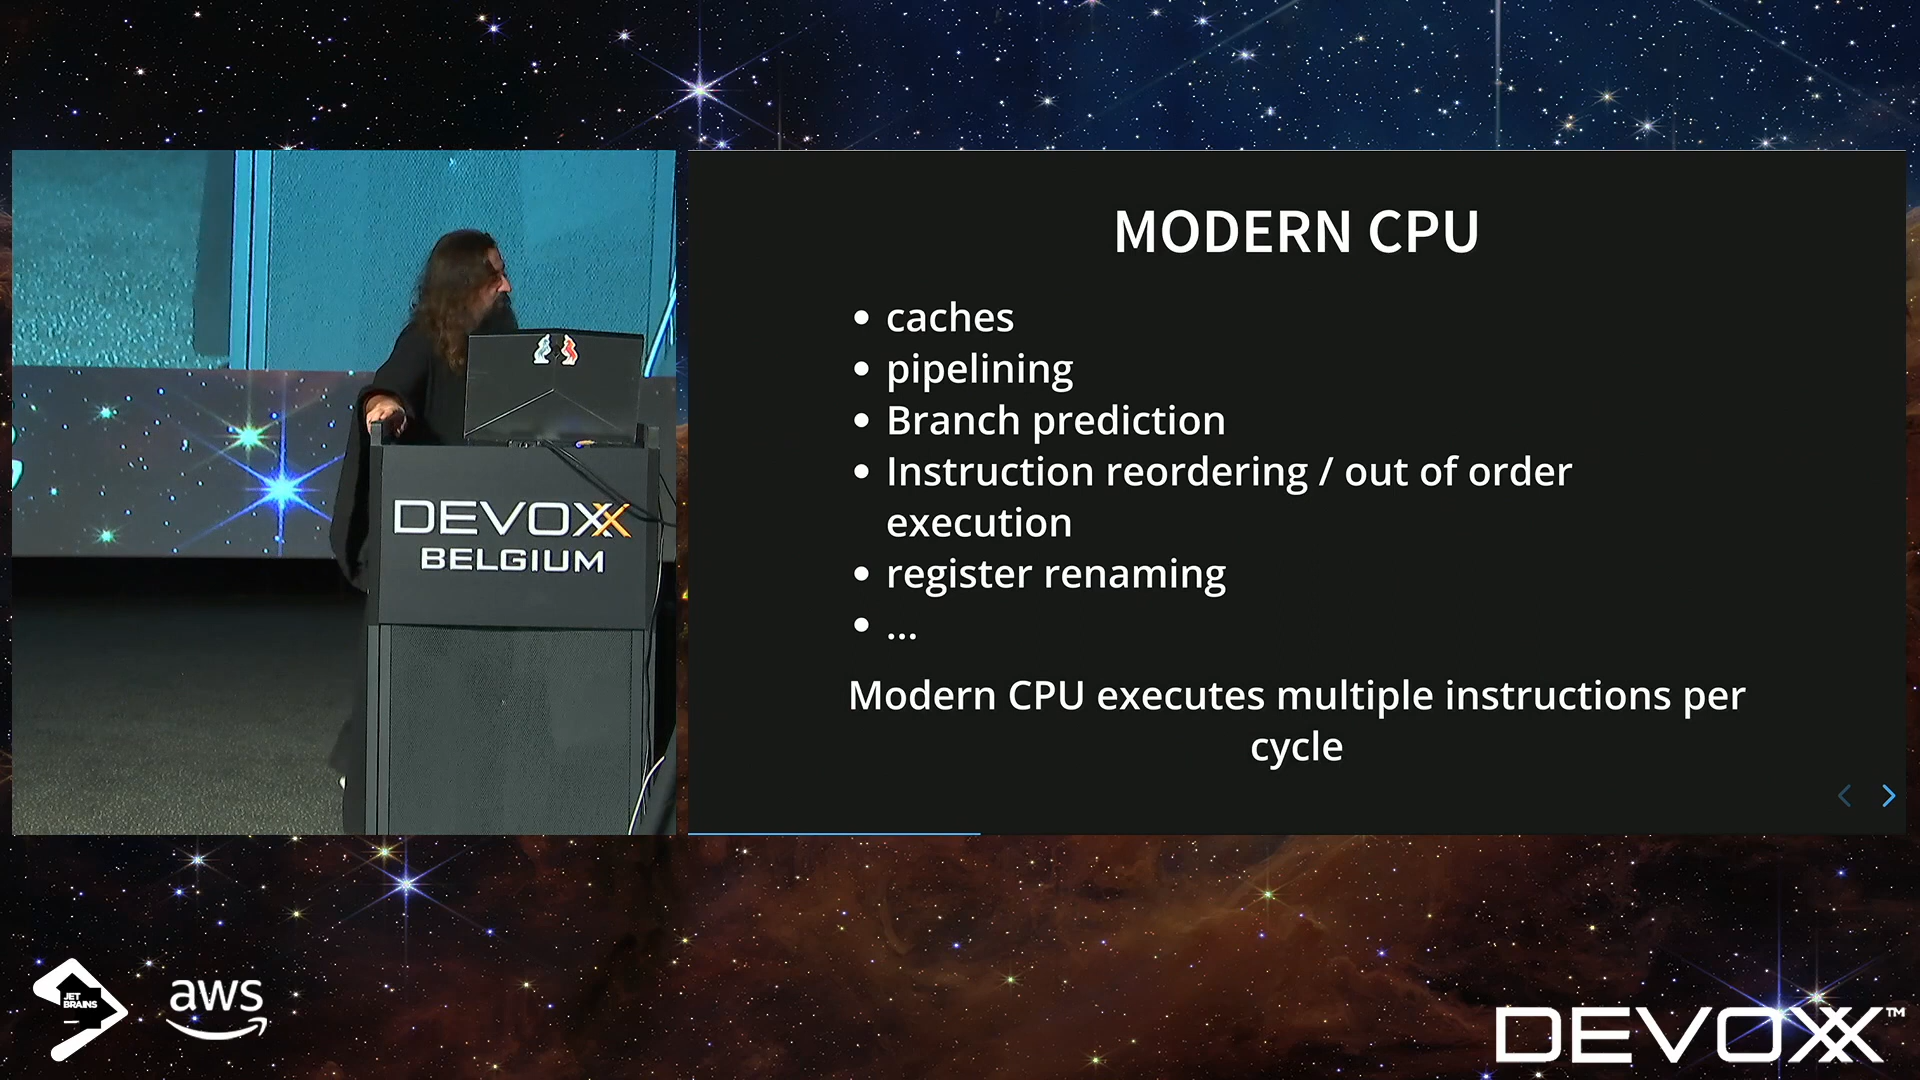 MODERN CPU
• caches
• pipelining
• Branch prediction
• Instruction reordering / out of order
execution
• register renaming
• ...
Modern CPU executes multiple instructions per
cycle
DEVOXX
BELGIUM
JET
BRAINS
aws
DEVOXX™